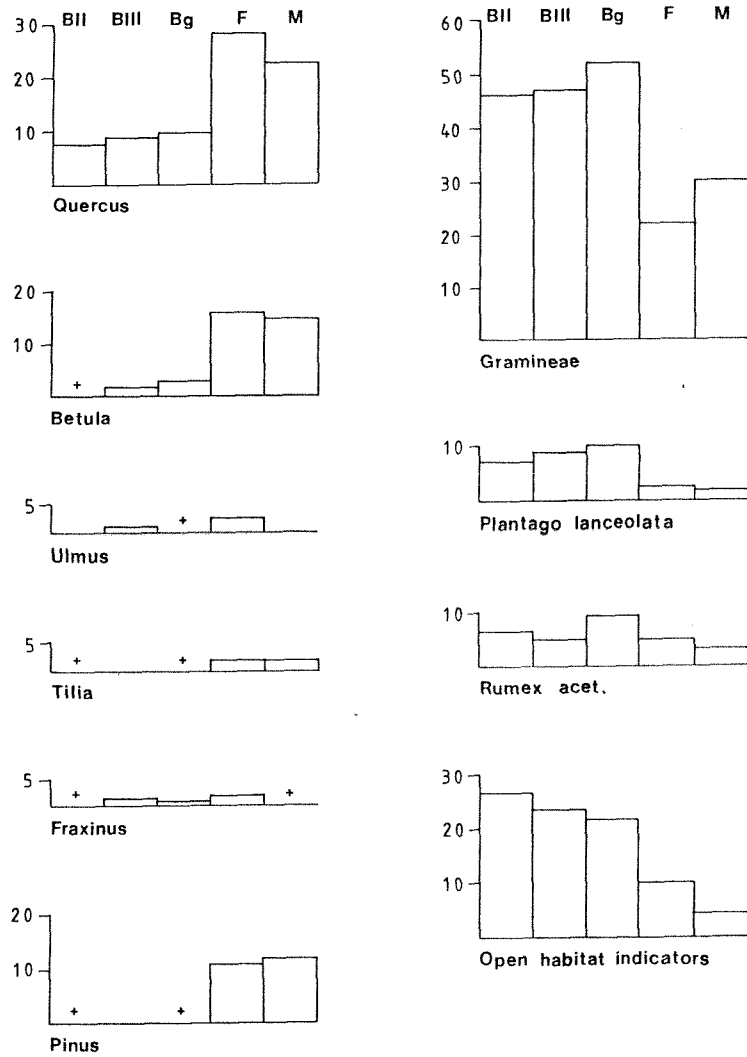 BII BIII Bg F M
30
20
10
Quercus
20
10
Betula
+
5
Ulmus
+
5
Tilia
+ +
5
Fraxinus
+ +
20
10
Pinus
+ +
BII BIII Bg F M
60
50
40
30
20
10
Gramineae
10
Plantago lanceolata
10
Rumex acet.
30
20
10
Open habitat indicators